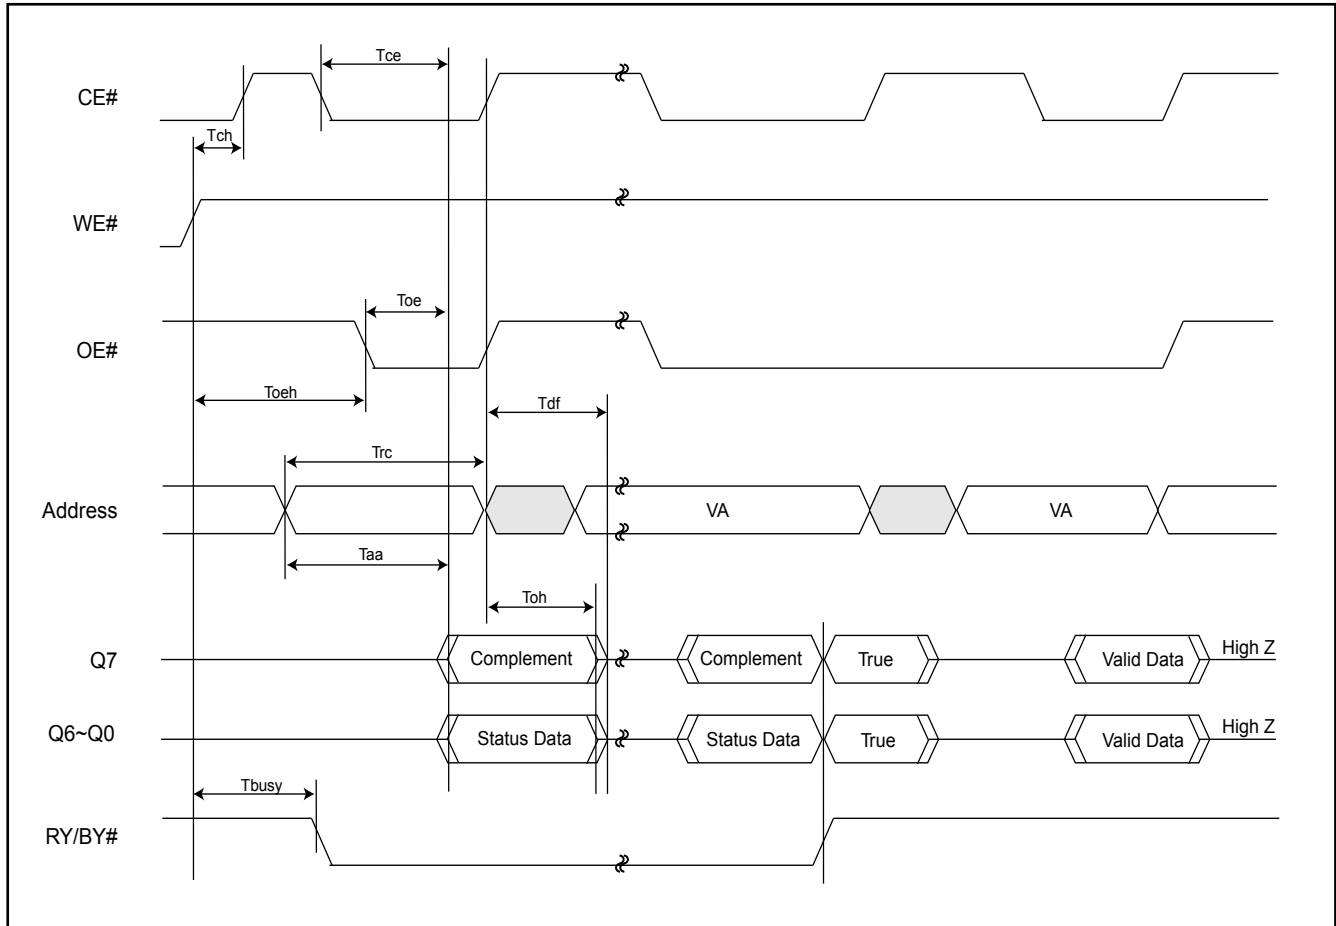 Tce
CE#
Tch
WE#
Toe
OE#
Toeh
Tdf
Trc
Address
VA
VA
Taa
Toh
Q7
Complement
Complement
True
Valid Data
High Z
Q6~Q0
Status Data
Status Data
True
Valid Data
High Z
Tbusy
RY/BY#